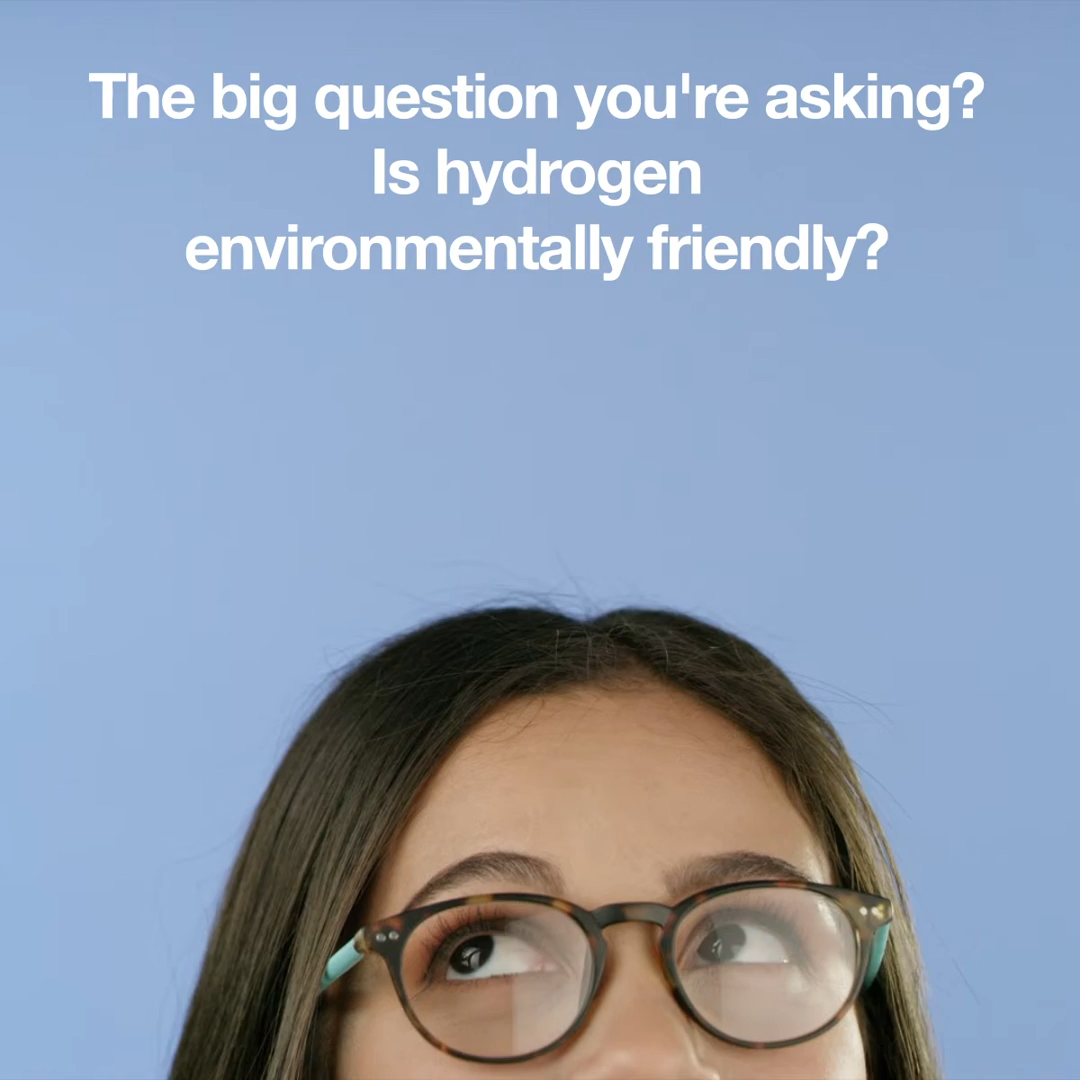 The big question you're asking?
Is hydrogen
environmentally friendly?